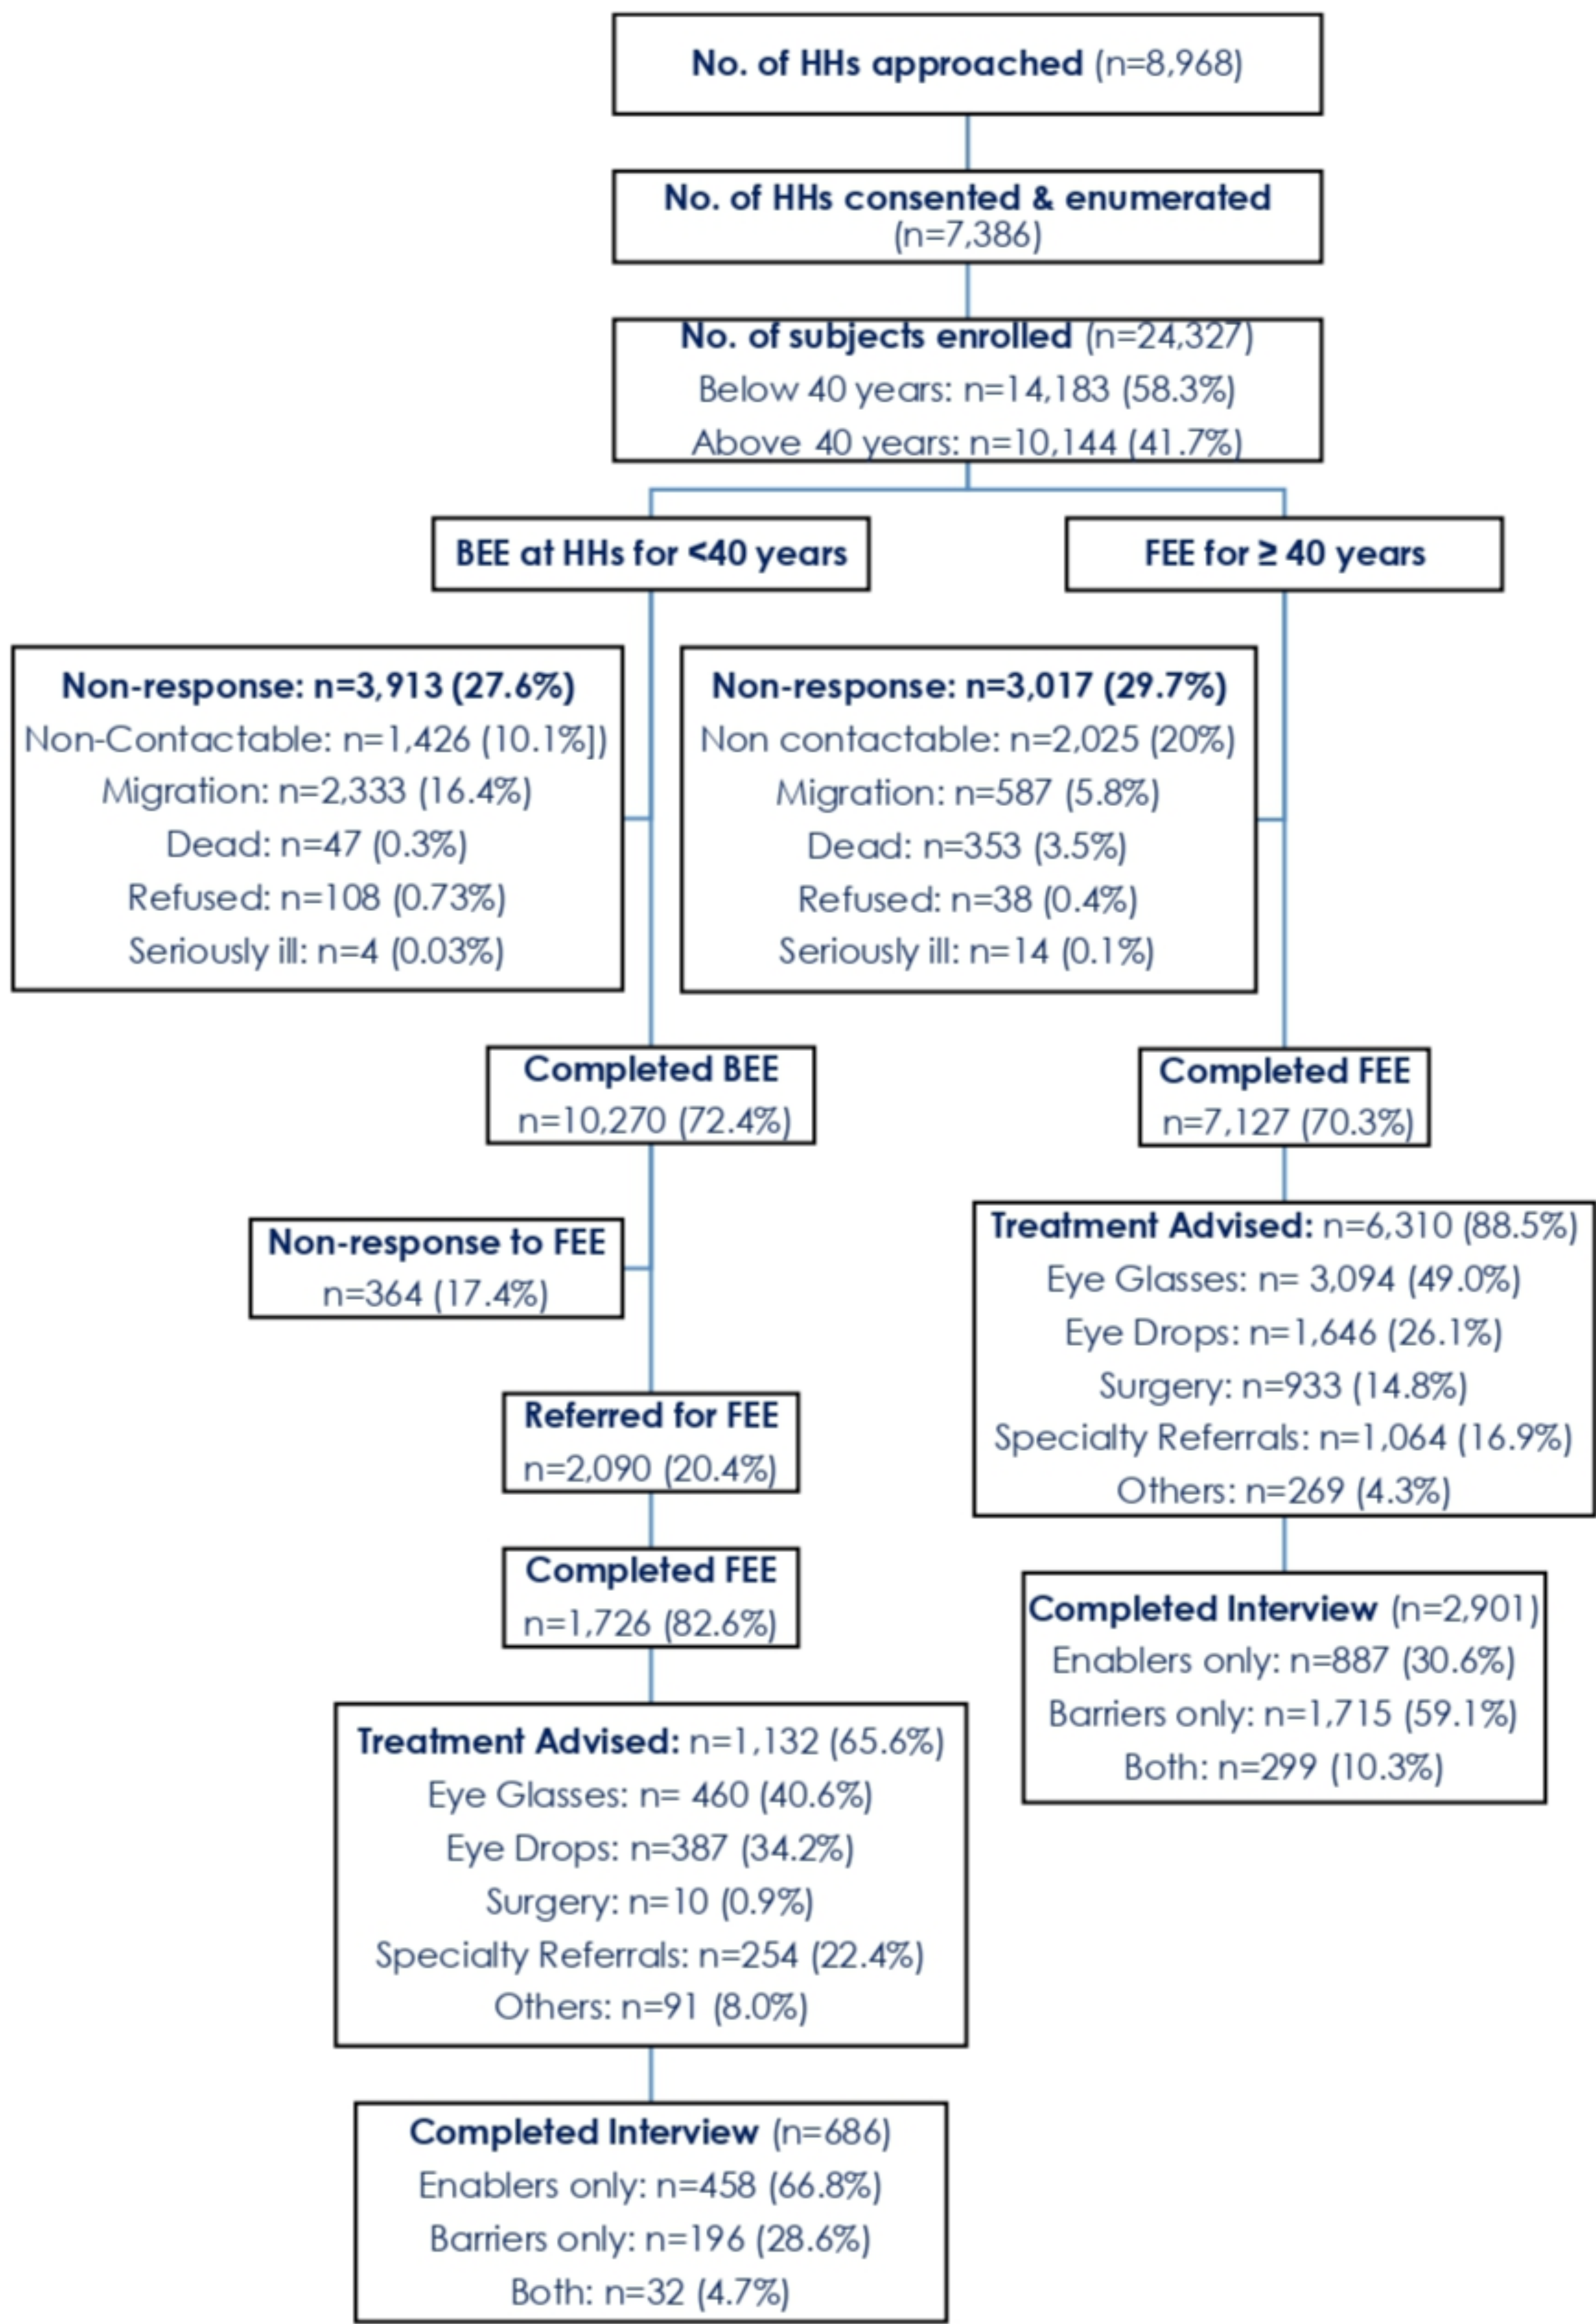 No. of HHs approached (n=8,968)
No. of HHs consented & enumerated
(n=7,386)
No. of subjects enrolled (n=24,327)
Below 40 years: n=14,183 (58.3%)
Above 40 years: n=10,144 (41.7%)
BEE at HHs for <40 years
FEE for ≥ 40 years
Non-response: n=3,913 (27.6%)
Non-Contactable: n=1,426 (10.1%])
Migration: n=2,333 (16.4%)
Dead: n=47 (0.3%)
Refused: n=108 (0.73%)
Seriously ill: n=4 (0.03%)
Non-response: n=3,017 (29.7%)
Non contactable: n=2,025 (20%)
Migration: n=587 (5.8%)
Dead: n=353 (3.5%)
Refused: n=38 (0.4%)
Seriously ill: n=14 (0.1%)
Completed BEE
n=10,270 (72.4%)
Completed FEE
n=7,127 (70.3%)
Non-response to FEE
n=364 (17.4%)
Treatment Advised: n=6,310 (88.5%)
Eye Glasses: n= 3,094 (49.0%)
Eye Drops: n=1,646 (26.1%)
Surgery: n=933 (14.8%)
Specialty Referrals: n=1,064 (16.9%)
Others: n=269 (4.3%)
Referred for FEE
n=2,090 (20.4%)
Completed FEE
n=1,726 (82.6%)
Completed Interview (n=2,901)
Enablers only: n=887 (30.6%)
Barriers only: n=1,715 (59.1%)
Both: n=299 (10.3%)
Treatment Advised: n=1,132 (65.6%)
Eye Glasses: n= 460 (40.6%)
Eye Drops: n=387 (34.2%)
Surgery: n=10 (0.9%)
Specialty Referrals: n=254 (22.4%)
Others: n=91 (8.0%)
Completed Interview (n=686)
Enablers only: n=458 (66.8%)
Barriers only: n=196 (28.6%)
Both: n=32 (4.7%)